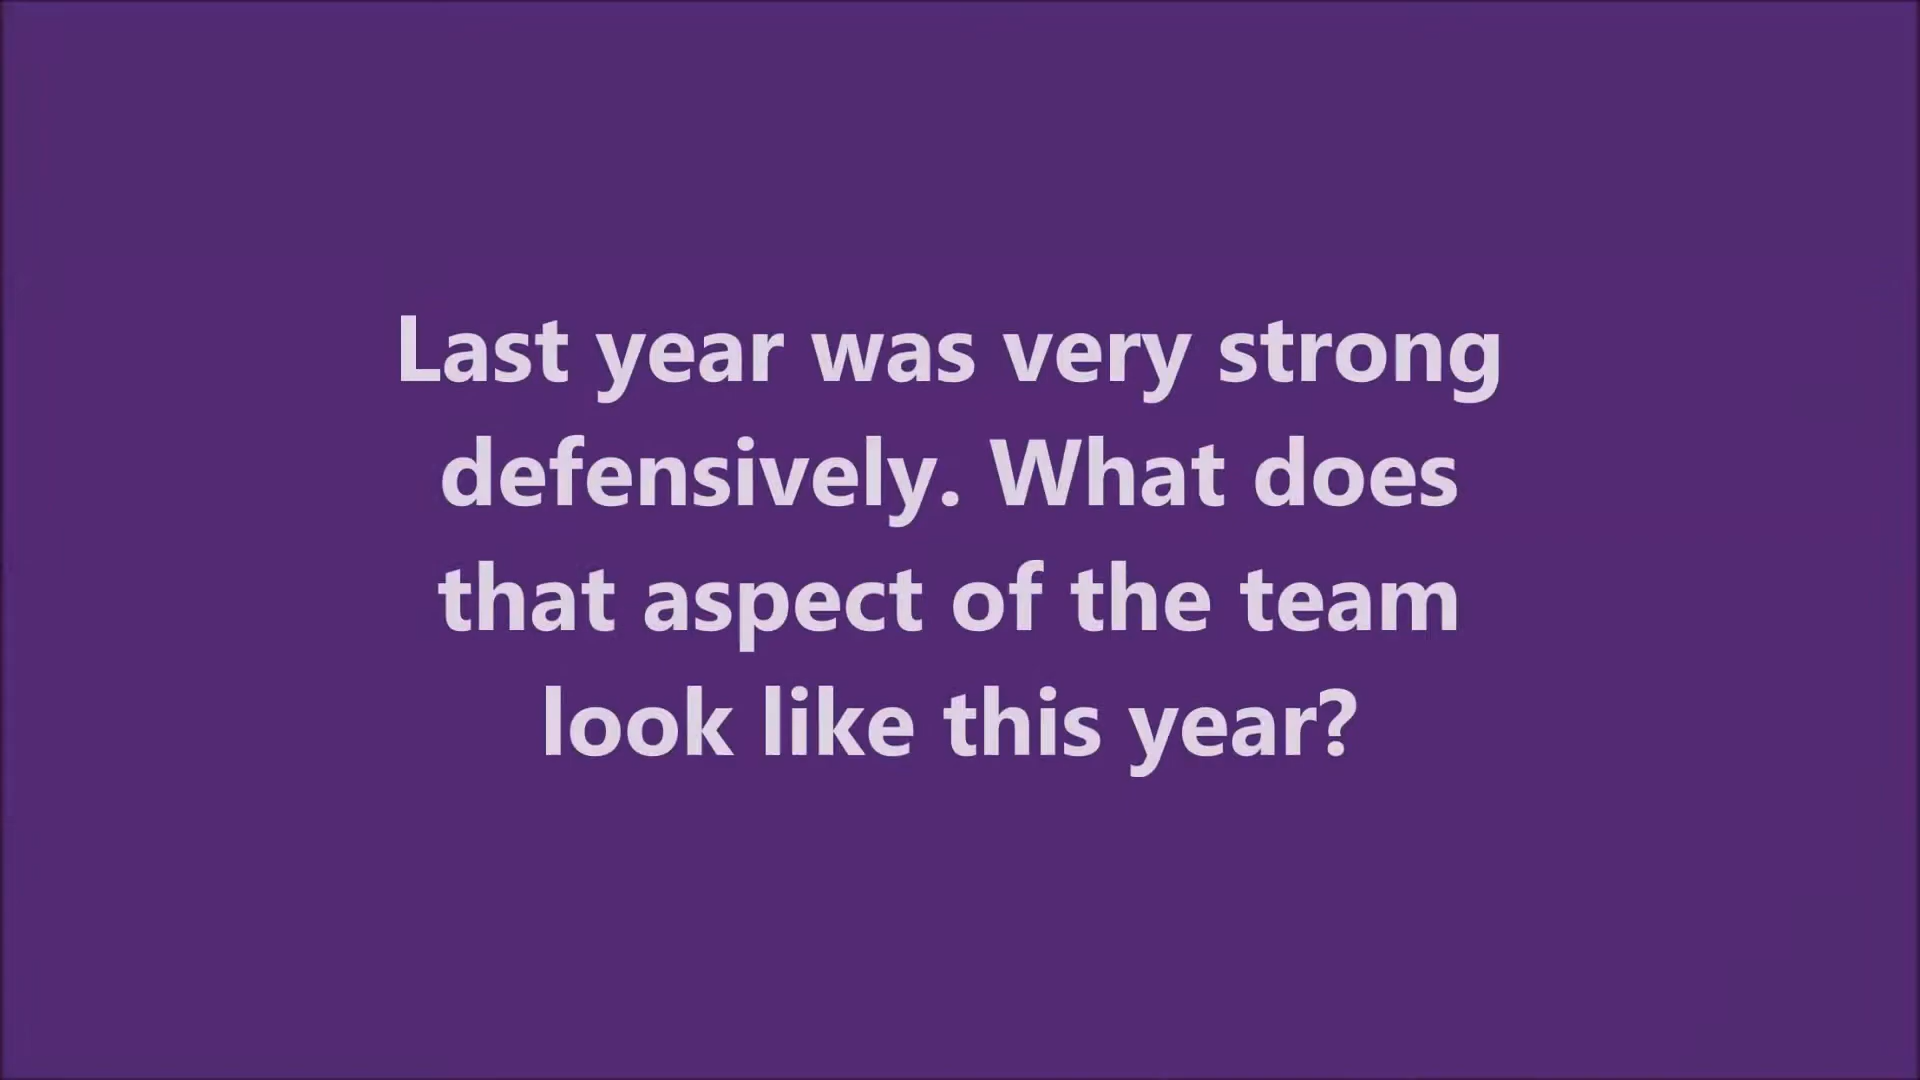 Last year was very strong
defensively. What does
that aspect of the team
look like this year?